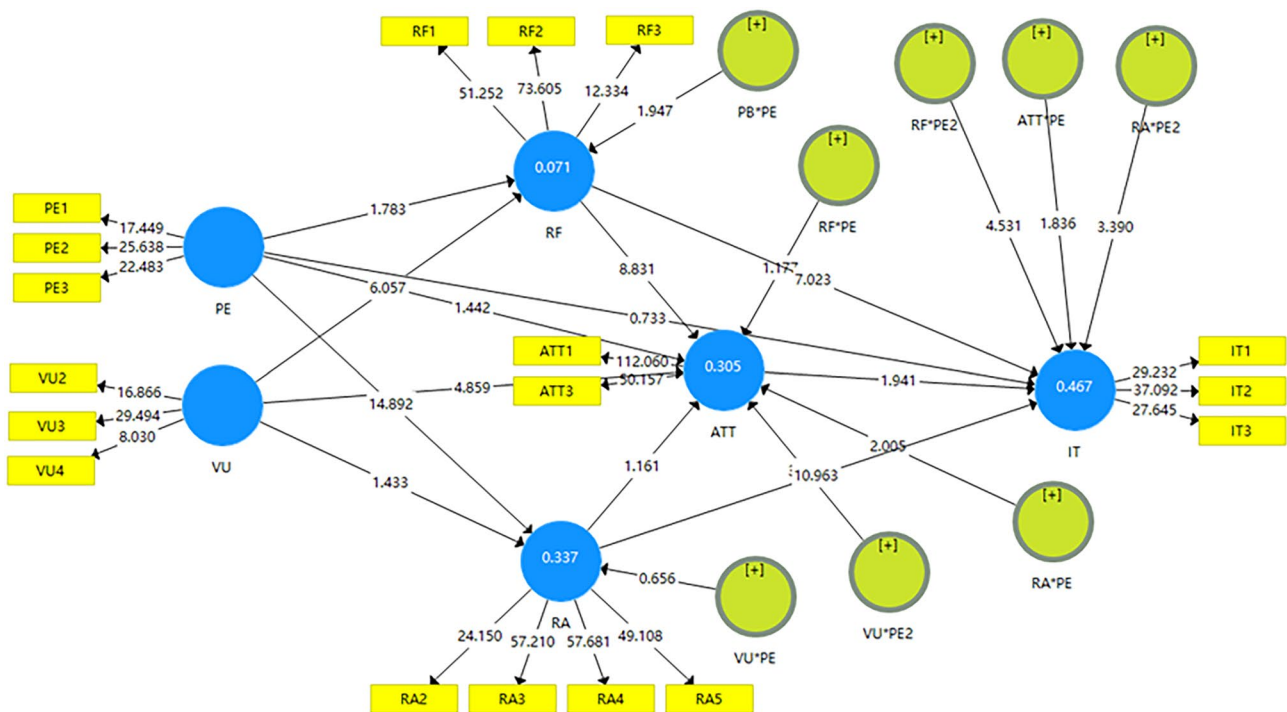 RF1
RF2
RF3
[+]
PB*PE
[+]
RF*PE2
[+]
ATT*PE
[+]
RA*PE2
51.252
73.605
12.334
1.947
0.071
RF
[+]
RF*PE
PE1
PE2
PE3
17.449
25.638
22.483
PE
1.783
6.057
8.831
1.442
0.733
7.023
4.531
1.836
3.390
ATT1
ATT3
112.060
50.157
0.305
ATT
1.941
0.467
IT
29.232
37.092
27.645
IT1
IT2
IT3
VU2
VU3
VU4
16.866
29.494
8.030
VU
4.859
14.892
1.433
1.161
10.963
2.005
[+]
RA*PE
[+]
VU*PE2
[+]
VU*PE
0.656
0.337
RA
24.150
57.210
57.681
49.108
RA2
RA3
RA4
RA5